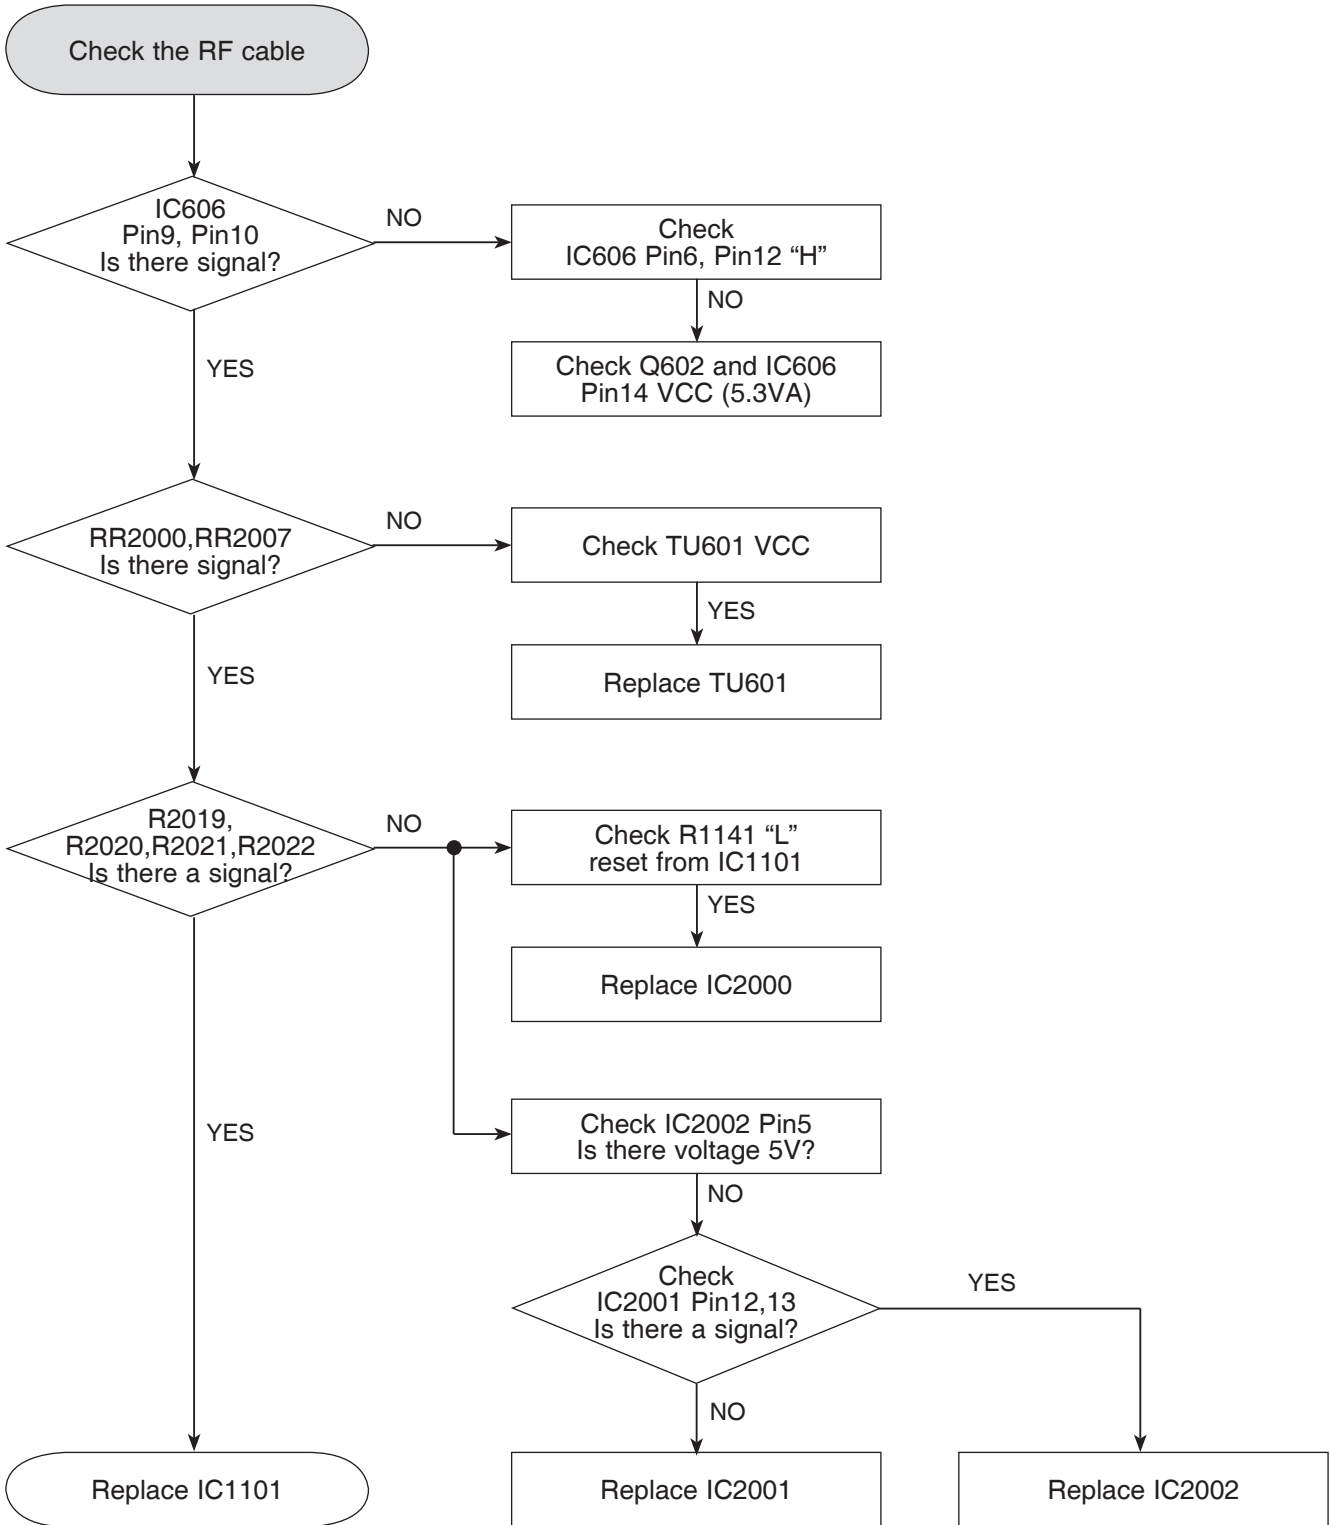 Check the RF cable
IC606
Pin9, Pin10
Is there signal?
NO
Check
IC606 Pin6, Pin12 “H”
NO
Check Q602 and IC606
Pin14 VCC (5.3VA)
YES
RR2000,RR2007
Is there signal?
NO
Check TU601 VCC
YES
Replace TU601
YES
R2019,
R2020,R2021,R2022
Is there a signal?
NO
Check R1141 “L”
reset from IC1101
YES
Replace IC2000
Check IC2002 Pin5
Is there voltage 5V?
YES
NO
Check
IC2001 Pin12,13
Is there a signal?
YES
NO
Replace IC1101
Replace IC2001
Replace IC2002